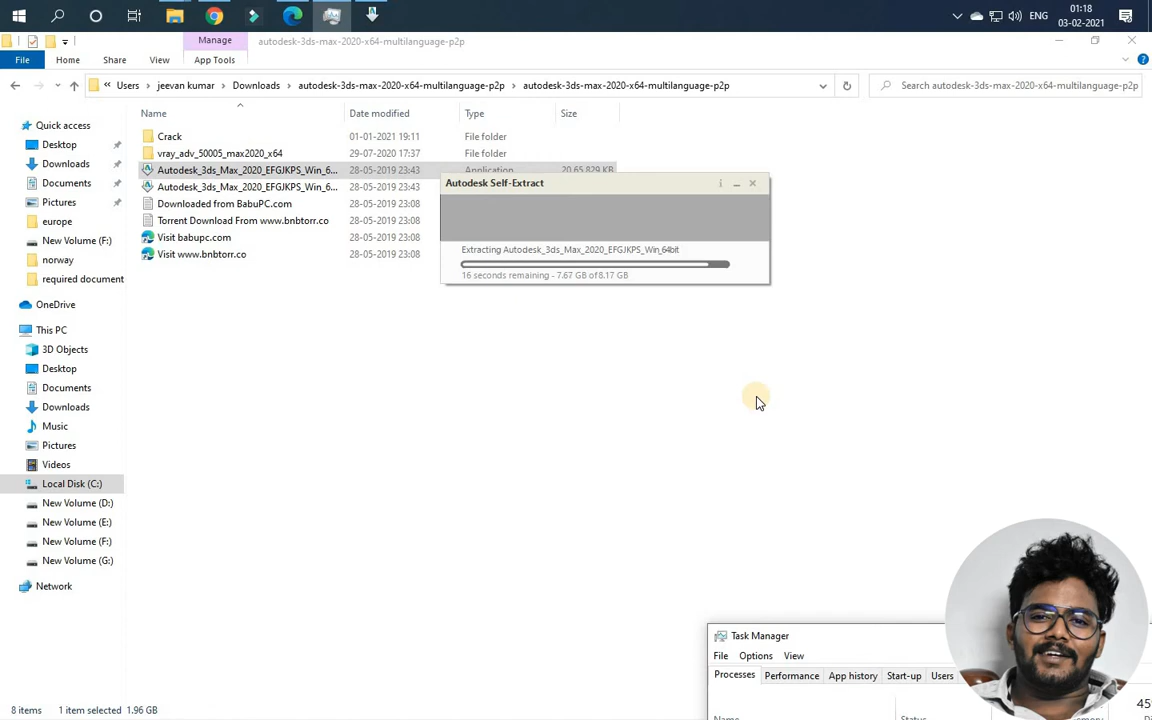 01:18
ENG
03-02-2021
Manage
autodesk-3ds-max-2020-x64-multilanguage-p2p
File Home Share View App Tools
« Users › jeevan kumar › Downloads › autodesk-3ds-max-2020-x64-multilanguage-p2p › autodesk-3ds-max-2020-x64-multilanguage-p2p
Search autodesk-3ds-max-2020-x64-multilanguage-p2p
Name Date modified Type Size
Quick access
Desktop
Downloads
Documents
Pictures
europe
New Volume (F:)
norway
required document
OneDrive
This PC
3D Objects
Desktop
Documents
Downloads
Music
Pictures
Videos
Local Disk (C:)
New Volume (D:)
New Volume (E:)
New Volume (F:)
New Volume (G:)
Network
Crack 01-01-2021 19:11 File folder
vray_adv_50005_max2020_x64 29-07-2020 17:37 File folder
Autodesk_3ds_Max_2020_EFGJKPS_Win_6... 28-05-2019 23:43 Application 20,65,829 KB
Autodesk_3ds_Max_2020_EFGJKPS_Win_6... 28-05-2019 23:43
Downloaded from BabuPC.com 28-05-2019 23:08
Torrent Download From www.bnbtorr.co 28-05-2019 23:08
Visit babupc.com 28-05-2019 23:08
Visit www.bnbtorr.co 28-05-2019 23:08
Autodesk Self-Extract
Extracting Autodesk_3ds_Max_2020_EFGJKPS_Win_64bit
16 seconds remaining - 7.67 GB of 8.17 GB
Task Manager
File Options View
Processes Performance App history Start-up Users
Name Status
8 items 1 item selected 1.96 GB